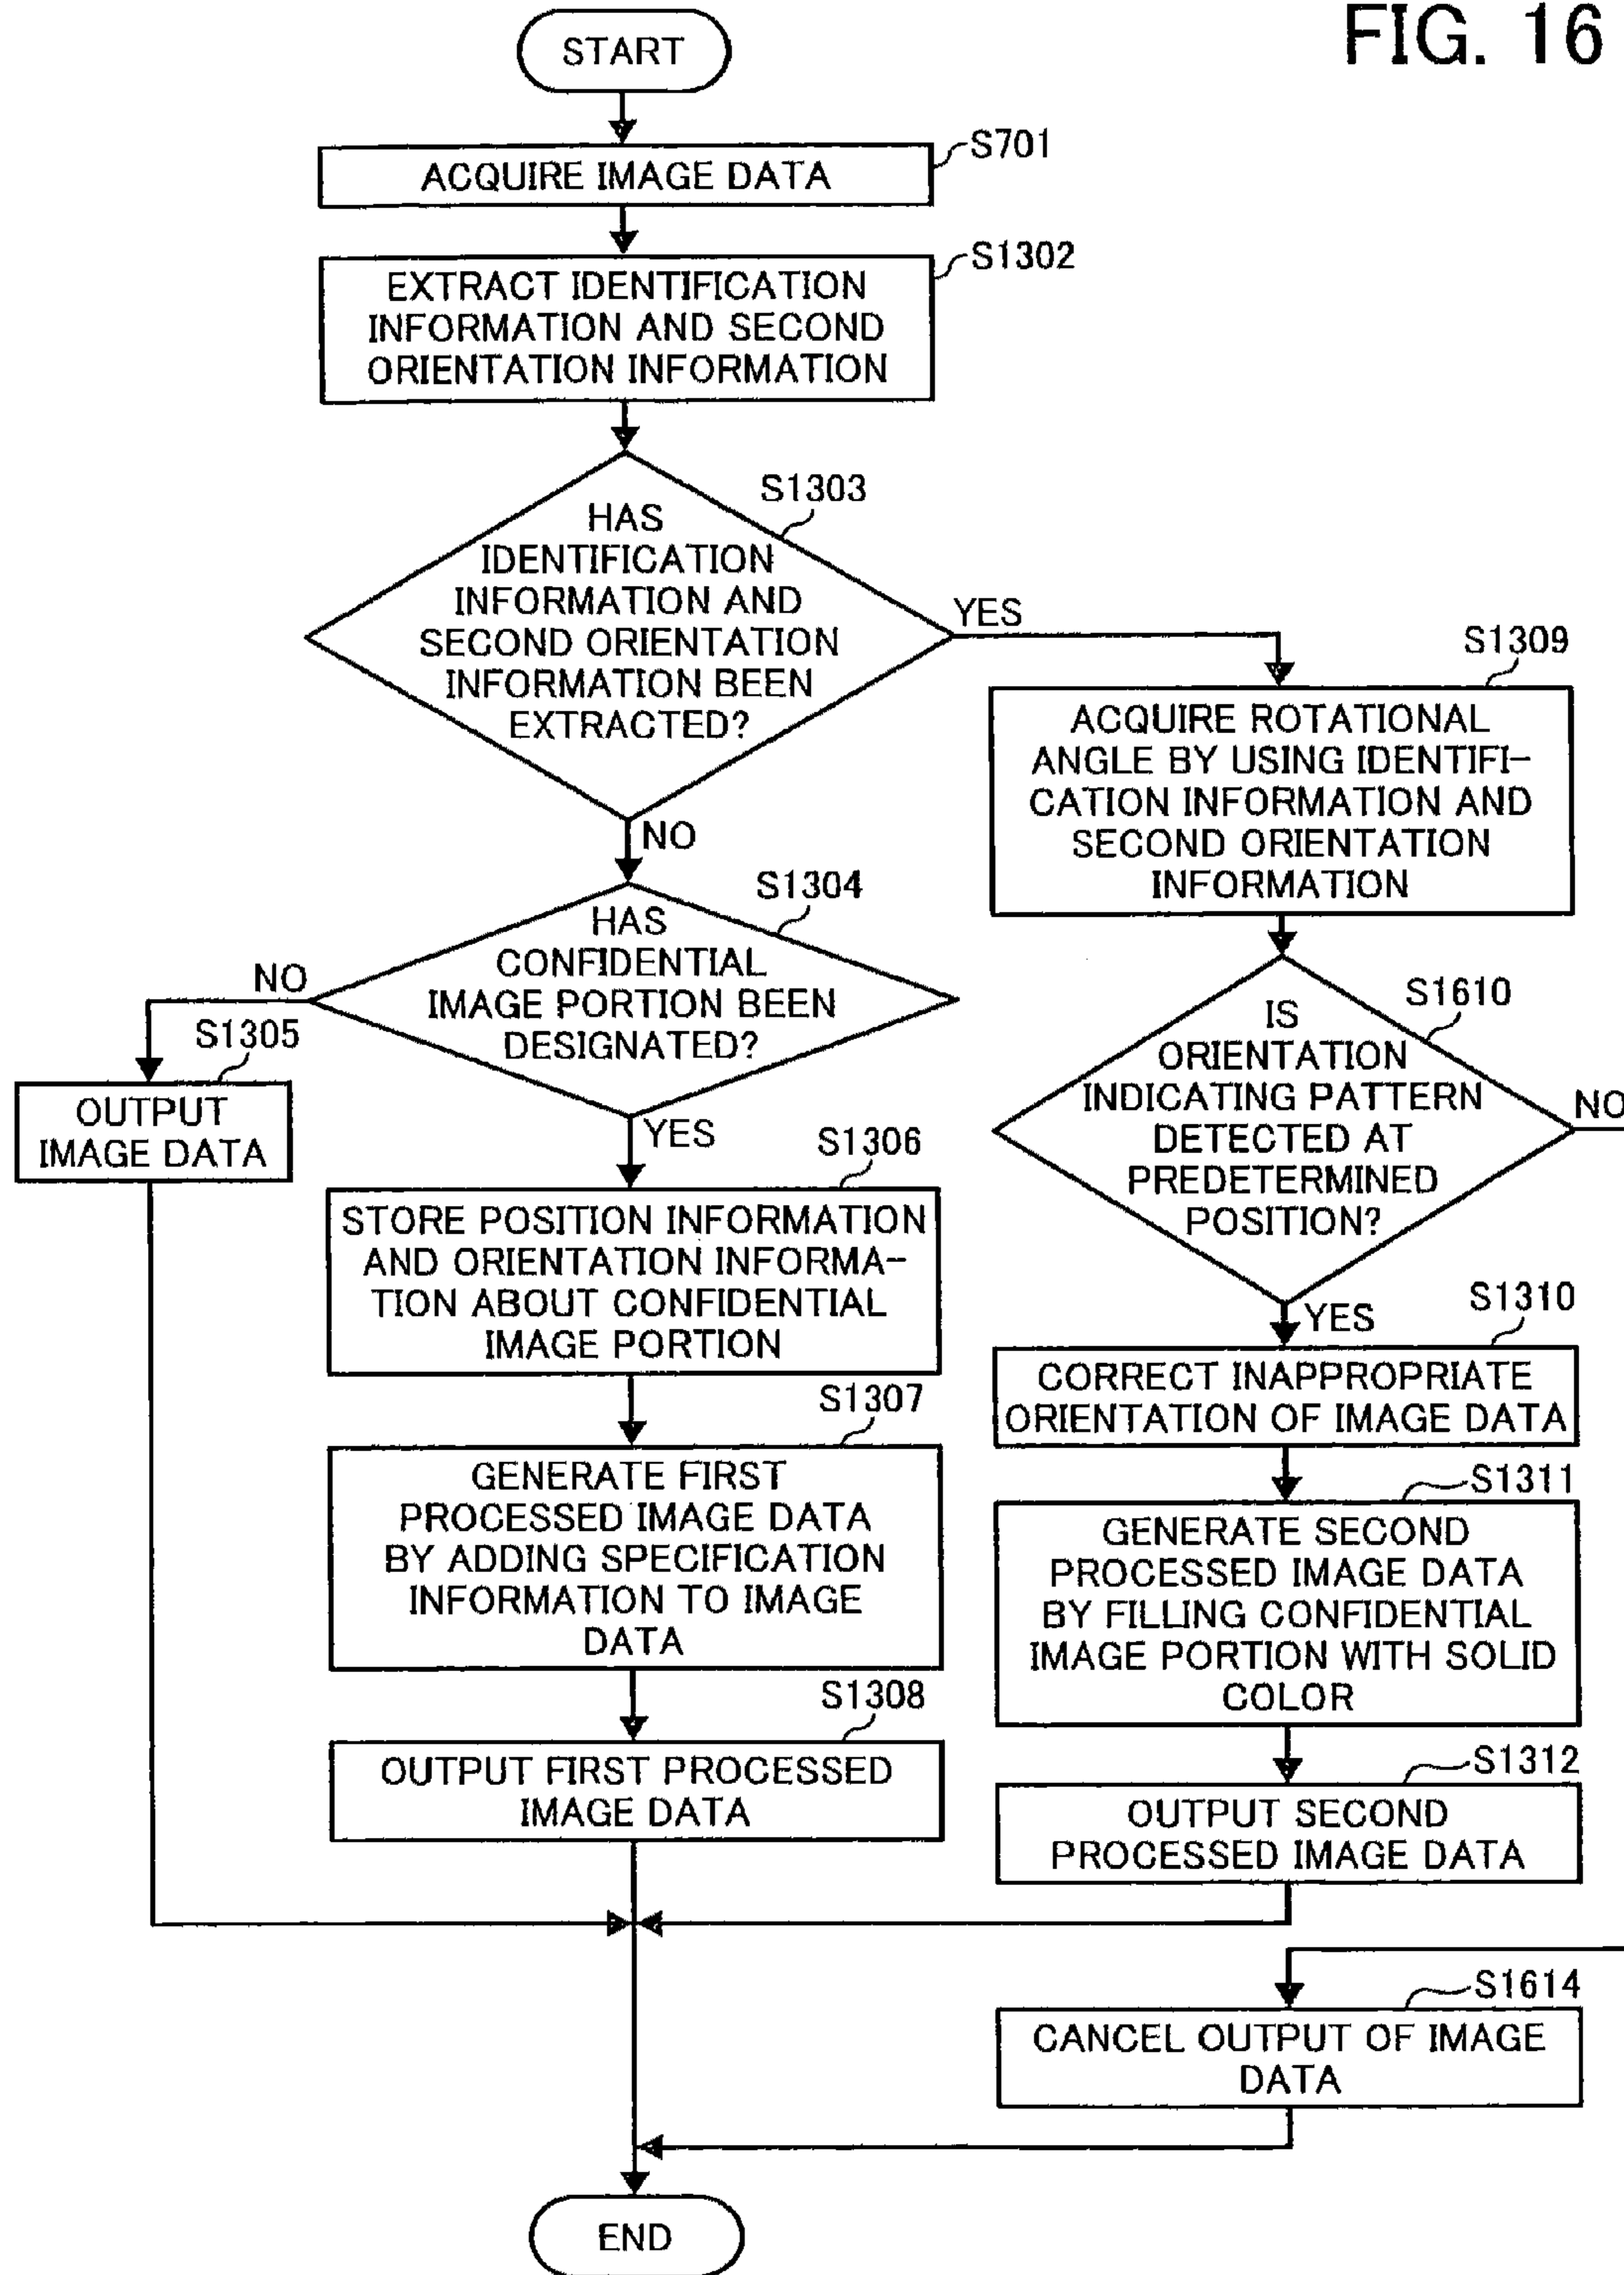 FIG. 16
START
S701
ACQUIRE IMAGE DATA
S1302
EXTRACT IDENTIFICATION
INFORMATION AND SECOND
ORIENTATION INFORMATION
S1303
HAS
IDENTIFICATION
INFORMATION AND
SECOND ORIENTATION
INFORMATION BEEN
EXTRACTED?
YES
NO
S1304
HAS
CONFIDENTIAL
IMAGE PORTION BEEN
DESIGNATED?
NO
S1305
OUTPUT
IMAGE DATA
YES
S1306
STORE POSITION INFORMATION
AND ORIENTATION INFORMA-
TION ABOUT CONFIDENTIAL
IMAGE PORTION
S1307
GENERATE FIRST
PROCESSED IMAGE DATA
BY ADDING SPECIFICATION
INFORMATION TO IMAGE
DATA
S1308
OUTPUT FIRST PROCESSED
IMAGE DATA
S1309
ACQUIRE ROTATIONAL
ANGLE BY USING IDENTIFI-
CATION INFORMATION AND
SECOND ORIENTATION
INFORMATION
S1610
IS
ORIENTATION
INDICATING PATTERN
DETECTED AT
PREDETERMINED
POSITION?
NO
YES
S1310
CORRECT INAPPROPRIATE
ORIENTATION OF IMAGE DATA
S1311
GENERATE SECOND
PROCESSED IMAGE DATA
BY FILLING CONFIDENTIAL
IMAGE PORTION WITH SOLID
COLOR
S1312
OUTPUT SECOND
PROCESSED IMAGE DATA
S1614
CANCEL OUTPUT OF IMAGE
DATA
END